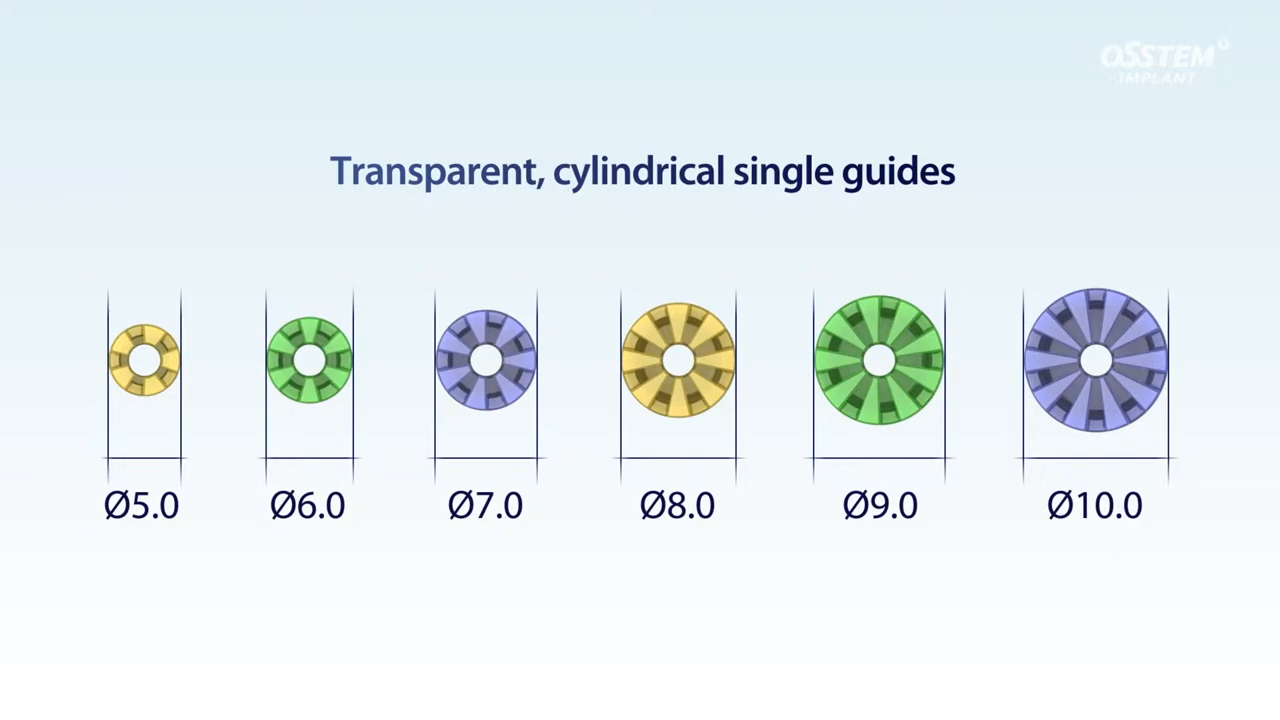 OSSTEM
IMPLANT
Transparent, cylindrical single guides
Ø5.0 Ø6.0 Ø7.0 Ø8.0 Ø9.0 Ø10.0